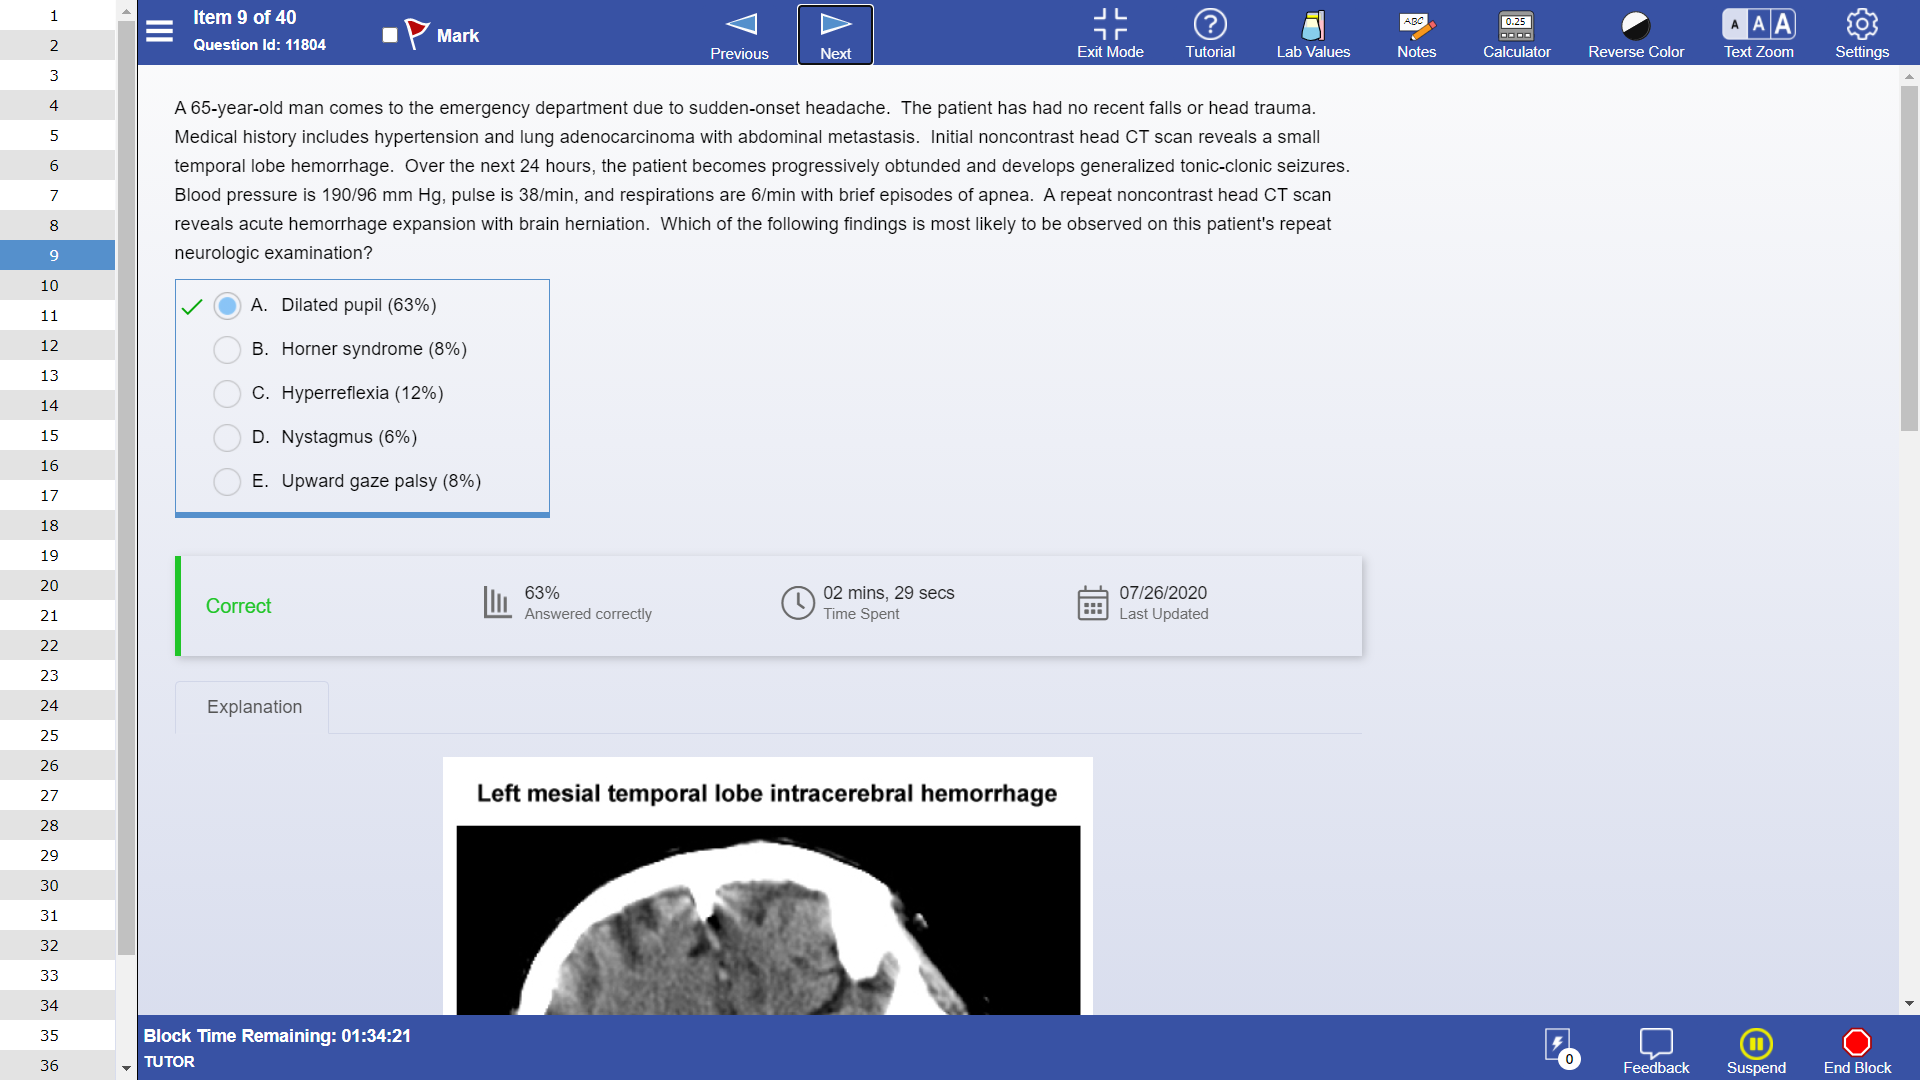 1
2
3
4
5
6
7
8
9
10
11
12
13
14
15
16
17
18
19
20
21
22
23
24
25
26
27
28
29
30
31
32
33
34
35
36
Item 9 of 40
Question Id: 11804
Mark
Previous
Next
Exit Mode
Tutorial
Lab Values
ABC
Notes
0.25
Calculator
Reverse Color
A A A
Text Zoom
Settings
A 65-year-old man comes to the emergency department due to sudden-onset headache. The patient has had no recent falls or head trauma.
Medical history includes hypertension and lung adenocarcinoma with abdominal metastasis. Initial noncontrast head CT scan reveals a small
temporal lobe hemorrhage. Over the next 24 hours, the patient becomes progressively obtunded and develops generalized tonic-clonic seizures.
Blood pressure is 190/96 mm Hg, pulse is 38/min, and respirations are 6/min with brief episodes of apnea. A repeat noncontrast head CT scan
reveals acute hemorrhage expansion with brain herniation. Which of the following findings is most likely to be observed on this patient's repeat
neurologic examination?
A. Dilated pupil (63%)
B. Horner syndrome (8%)
C. Hyperreflexia (12%)
D. Nystagmus (6%)
E. Upward gaze palsy (8%)
Correct
63%
Answered correctly
02 mins, 29 secs
Time Spent
07/26/2020
Last Updated
Explanation
Left mesial temporal lobe intracerebral hemorrhage
Block Time Remaining: 01:34:21
TUTOR
0
Feedback
Suspend
End Block